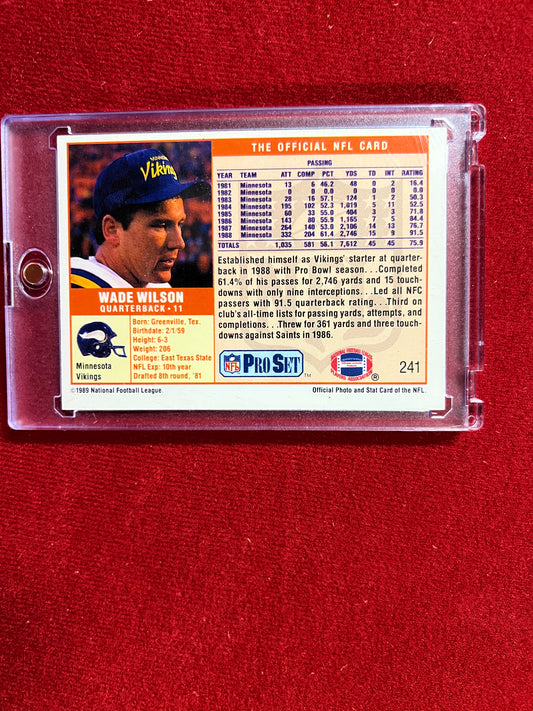 MINNESOTA
Vikings
WADE WILSON
QUARTERBACK • 11
Minnesota
Vikings
Born: Greenville, Tex.
Birthdate: 2/1/59
Height: 6-3
Weight: 206
College: East Texas State
NFL Exp: 10th year
Drafted 8th round, '81
©1989 National Football League.
THE OFFICIAL NFL CARD
PASSING
YEAR TEAM ATT COMP PCT YDS TD INT RATING
1981 Minnesota 13 6 46.2 48 0 2 16.4
1982 Minnesota 0 0 0.0 0 0 0 0.0
1983 Minnesota 28 16 57.1 124 1 2 50.3
1984 Minnesota 195 102 52.3 1,019 5 11 52.5
1985 Minnesota 60 33 55.0 404 3 3 71.8
1986 Minnesota 143 80 55.9 1,165 7 5 84.4
1987 Minnesota 264 140 53.0 2,106 14 13 76.7
1988 Minnesota 332 204 61.4 2,746 15 9 91.5
TOTALS 1,035 581 56.1 7,612 45 45 75.9
Established himself as Vikings' starter at quarter-
back in 1988 with Pro Bowl season. . .Completed
61.4% of his passes for 2,746 yards and 15 touch-
downs with only nine interceptions. . .Led all NFC
passers with 91.5 quarterback rating. . .Third on
club's all-time lists for passing yards, attempts, and
completions. . .Threw for 361 yards and three touch-
downs against Saints in 1986.
NFL PRO SET ™
®
241
Official Photo and Stat Card of the NFL.